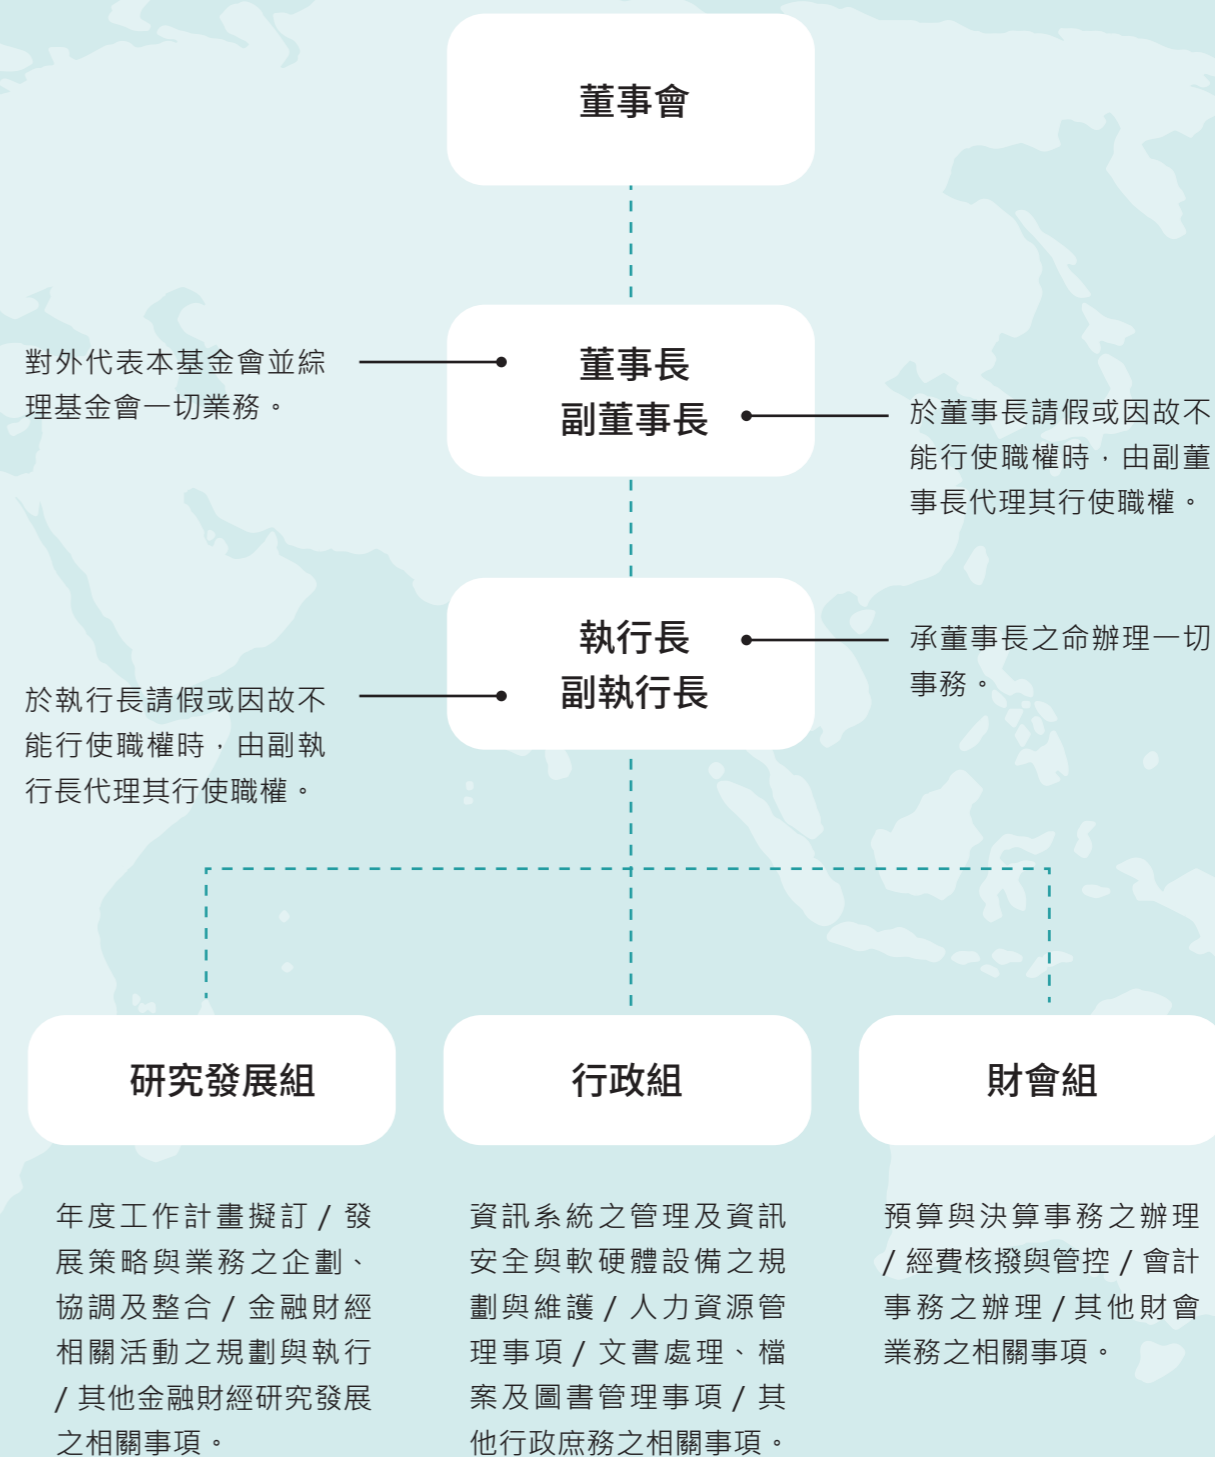 董事會
對外代表本基金會並綜
理基金會一切業務。
董事長
副董事長
於董事長請假或因故不
能行使職權時，由副董
事長代理其行使職權。
執行長
副執行長
承董事長之命辦理一切
事務。
於執行長請假或因故不
能行使職權時，由副執
行長代理其行使職權。
研究發展組
年度工作計畫擬訂 / 發
展策略與業務之企劃、
協調及整合 / 金融財經
相關活動之規劃與執行
/ 其他金融財經研究發展
之相關事項。
行政組
資訊系統之管理及資訊
安全與軟硬體設備之規
劃與維護 / 人力資源管
理事項 / 文書處理、檔
案及圖書管理事項 / 其
他行政庶務之相關事項。
財會組
預算與決算事務之辦理
/ 經費核撥與管控 / 會計
事務之辦理 / 其他財會
業務之相關事項。